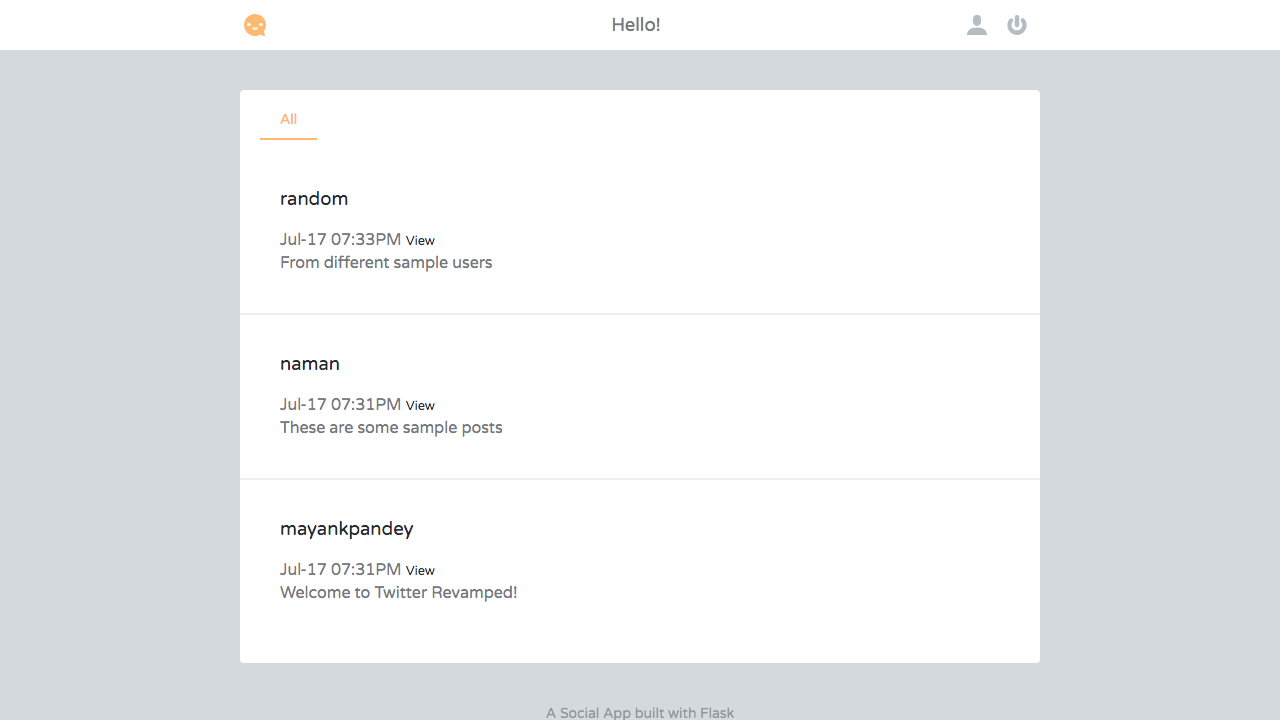 Hello!
All
random
Jul-17 07:33PM View
From different sample users
naman
Jul-17 07:31PM View
These are some sample posts
mayankpandey
Jul-17 07:31PM View
Welcome to Twitter Revamped!
A Social App built with Flask